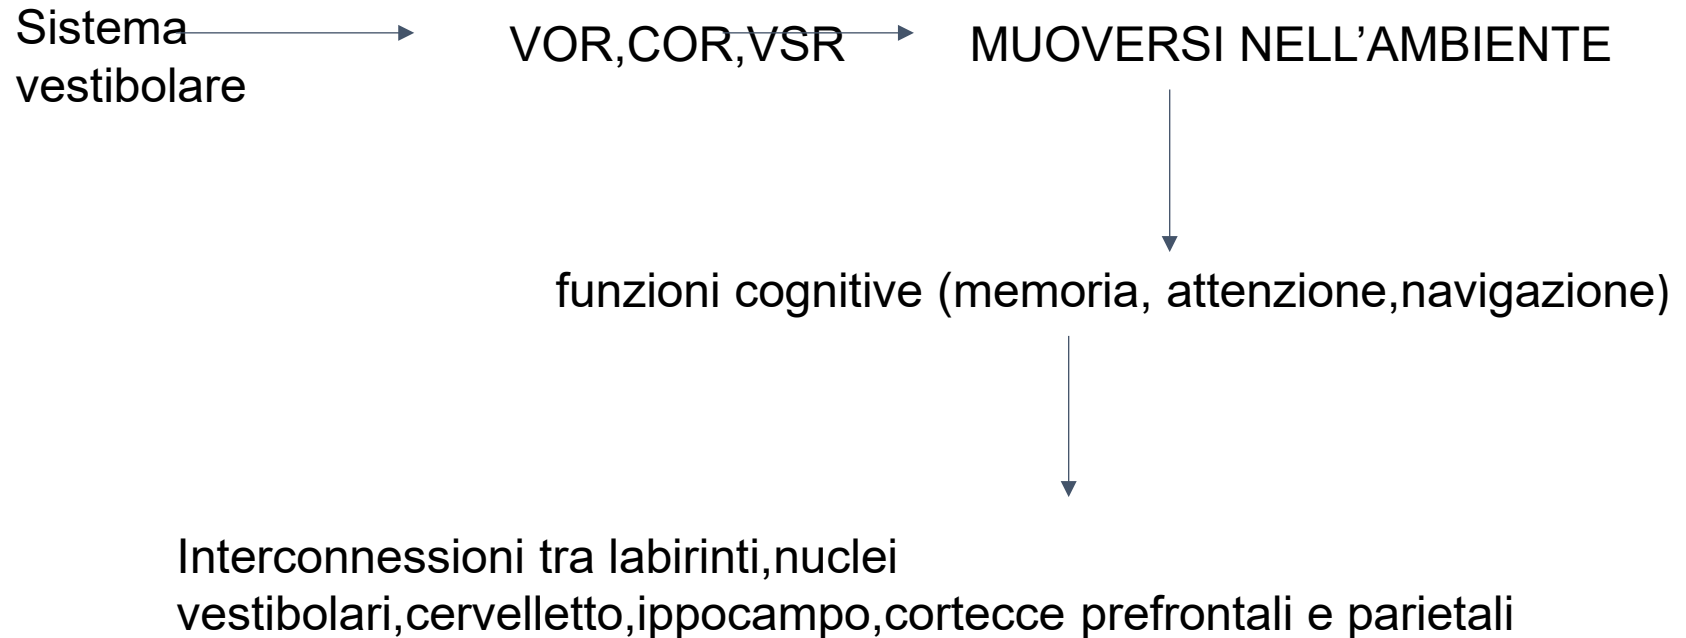 Sistema
vestibolare
VOR,COR,VSR
MUOVERSI NELL’AMBIENTE
funzioni cognitive (memoria, attenzione,navigazione)
Interconnessioni tra labirinti,nuclei
vestibolari,cervelletto,ippocampo,cortecce prefrontali e parietali